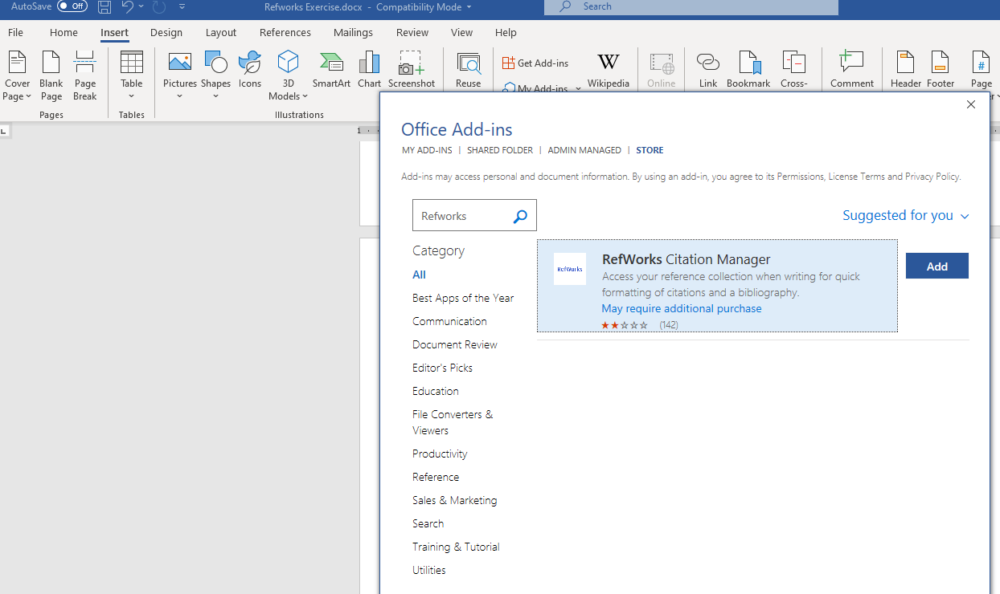 AutoSave Off Refworks Exercise.docx - Compatibility Mode Search
File Home Insert Design Layout References Mailings Review View Help
Cover Page Blank Page Page Break
Pages
Table
Tables
Pictures Shapes Icons 3D Models SmartArt Chart Screenshot
Illustrations
Reuse
Get Add-ins
My Add-ins
Wikipedia
Online
Link Bookmark Cross-
Comment
Header Footer Page
Office Add-ins
MY ADD-INS | SHARED FOLDER | ADMIN MANAGED | STORE
Add-ins may access personal and document information. By using an add-in, you agree to its Permissions, License Terms and Privacy Policy.
Refworks
Suggested for you
Category
All
Best Apps of the Year
Communication
Document Review
Editor's Picks
Education
File Converters &
Viewers
Productivity
Reference
Sales & Marketing
Search
Training & Tutorial
Utilities
RefWorks
RefWorks Citation Manager
Access your reference collection when writing for quick
formatting of citations and a bibliography.
May require additional purchase
(142)
Add